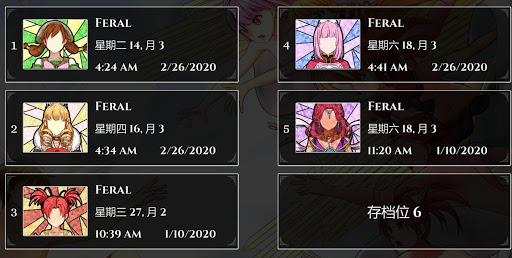 1
Feral
星期二 14, 月 3
4:24 AM 2/26/2020
2
Feral
星期四 16, 月 3
4:34 AM 2/26/2020
3
Feral
星期三 27, 月 2
10:39 AM 1/10/2020
4
Feral
星期六 18, 月 3
4:41 AM 2/26/2020
5
Feral
星期六 18, 月 3
11:20 AM 1/10/2020
存档位 6